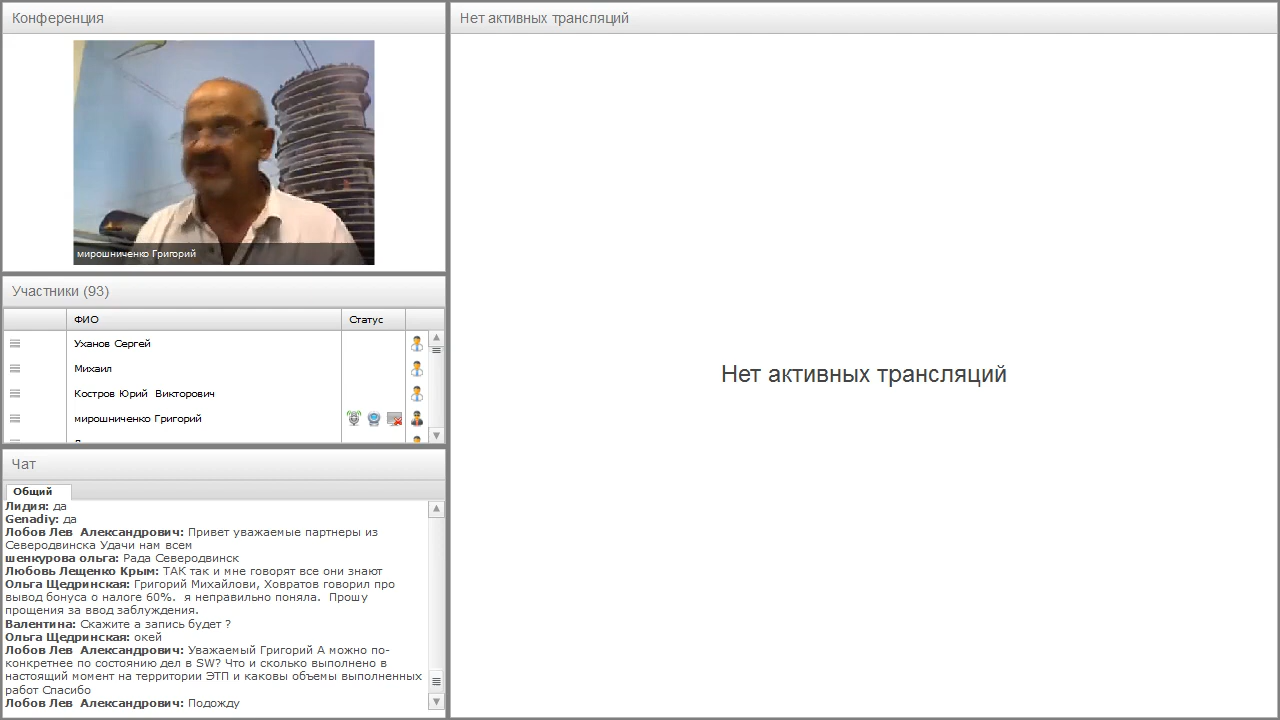 Конференция
Нет активных трансляций
мирошниченко Григорий
Участники (93)
ФИО
Статус
Уханов Сергей
Михаил
Костров Юрий  Викторович
мирошниченко Григорий
Нет активных трансляций
Чат
Общий
Лидия: да
Genadiy: да
Лобов Лев  Александрович: Привет уважаемые партнеры из
Северодвинска Удачи нам всем
шенкурова ольга: Рада Северодвинск
Любовь Лещенко Крым: ТАК так и мне говорят все они знают
Ольга Щедринская: Григорий Михайлови, Ховратов говорил про
вывод бонуса о налоге 60%.  я неправильно поняла.  Прошу
прощения за ввод заблуждения.
Валентина: Скажите а запись будет ?
Ольга Щедринская: окей
Лобов Лев  Александрович: Уважаемый Григорий А можно по-
конкретнее по состоянию дел в SW? Что и сколько выполнено в
настоящий момент на территории ЭТП и каковы объемы выполненных
работ Спасибо
Лобов Лев  Александрович: Подожду